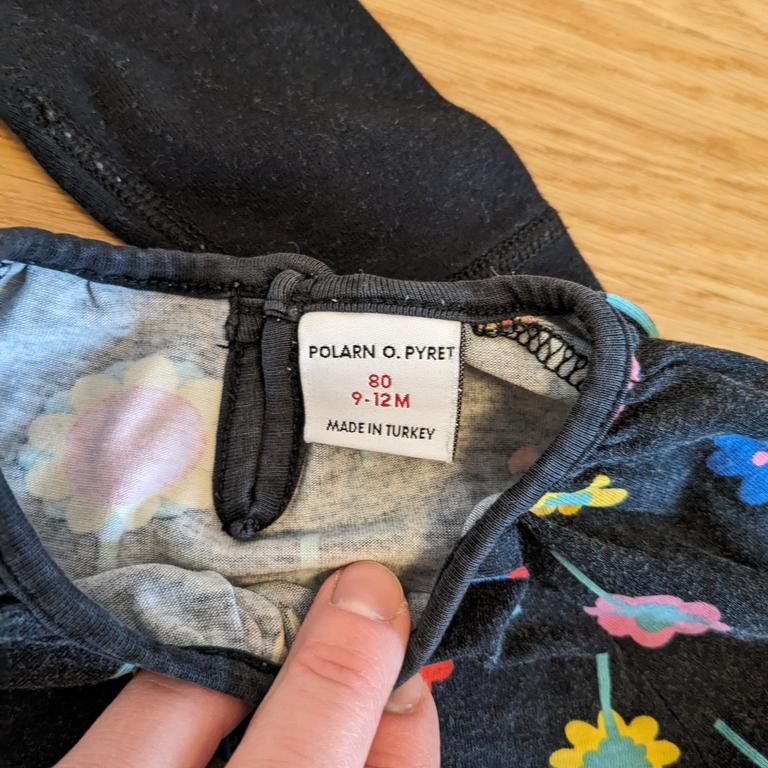 POLARN O. PYRET
80
9-12M
MADE IN TURKEY